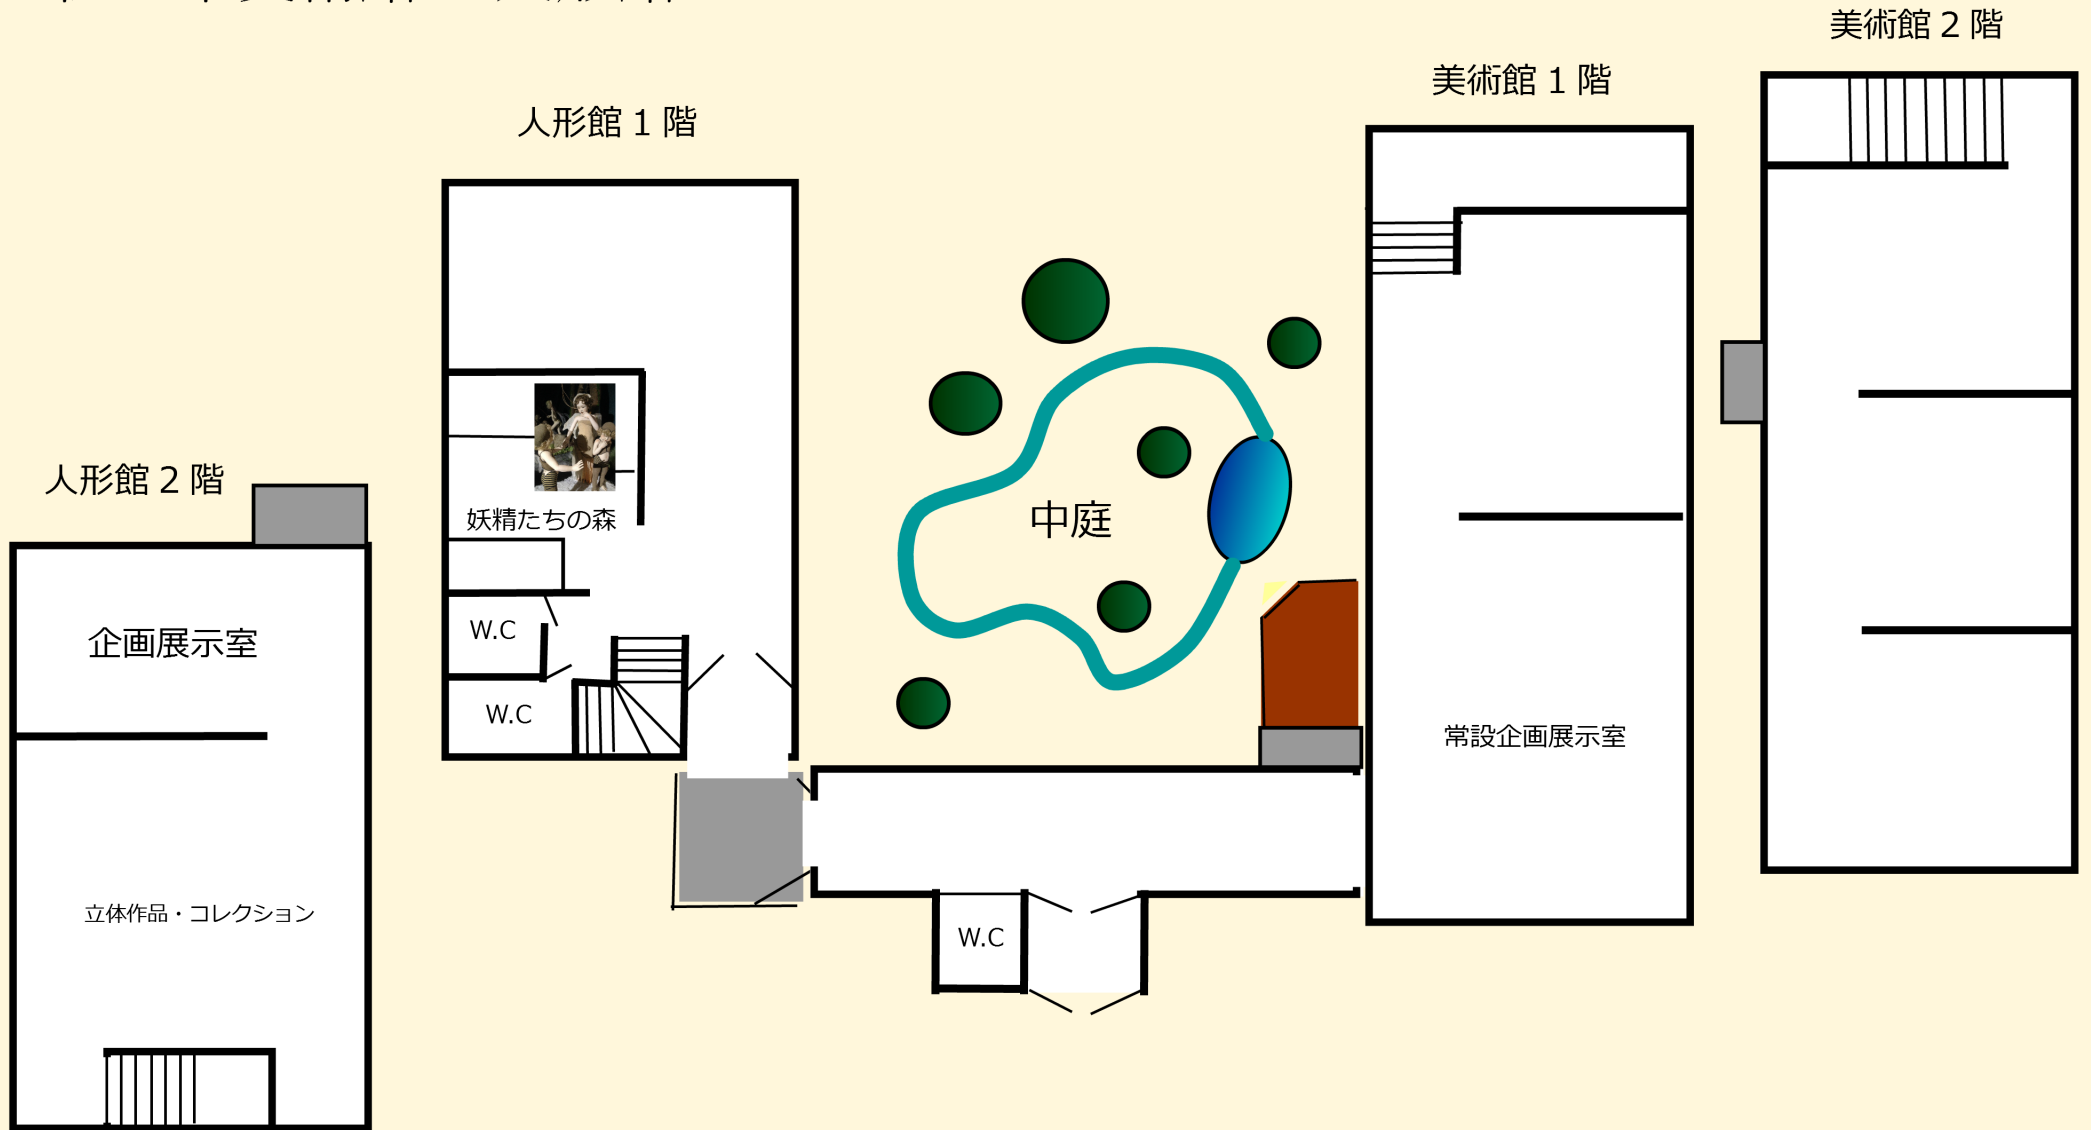 美術館2階
美術館1階
人形館1階
人形館2階
妖精たちの森
中庭
企画展示室
W.C
W.C
常設企画展示室
立体作品・コレクション
W.C